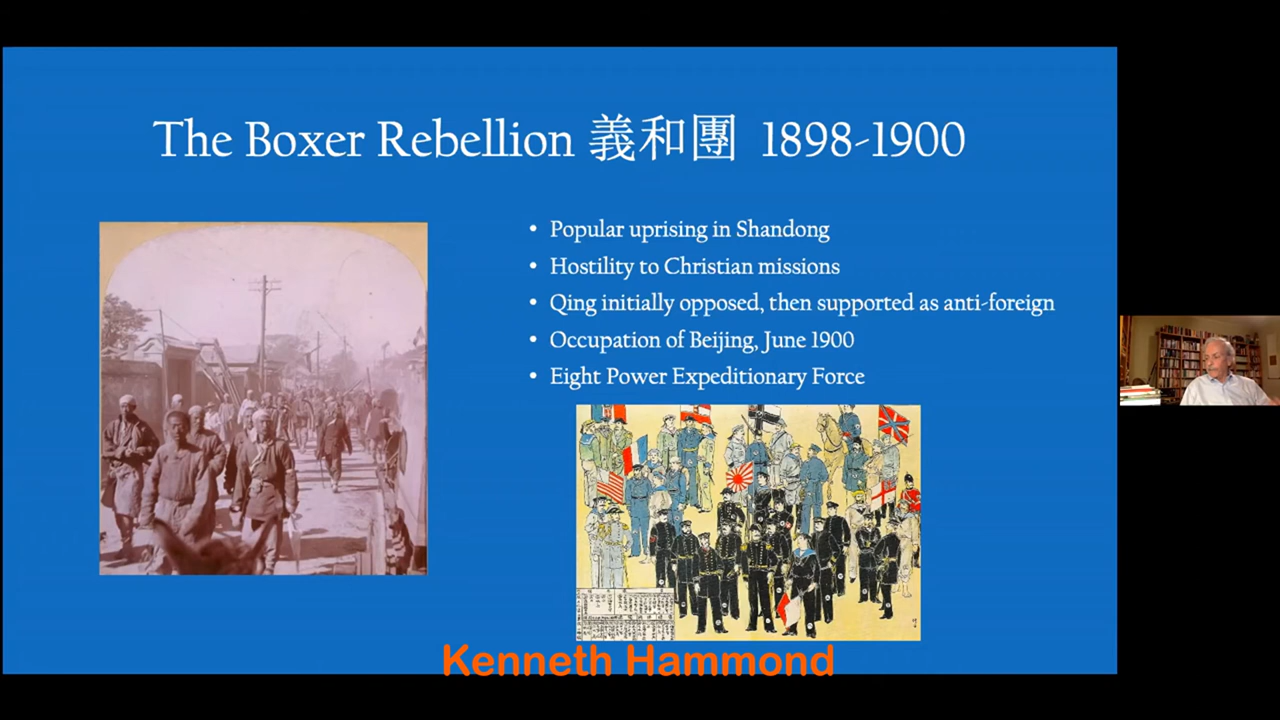 The Boxer Rebellion 義和團 1898-1900
• Popular uprising in Shandong
• Hostility to Christian missions
• Qing initially opposed, then supported as anti-foreign
• Occupation of Beijing, June 1900
• Eight Power Expeditionary Force
Kenneth Hammond